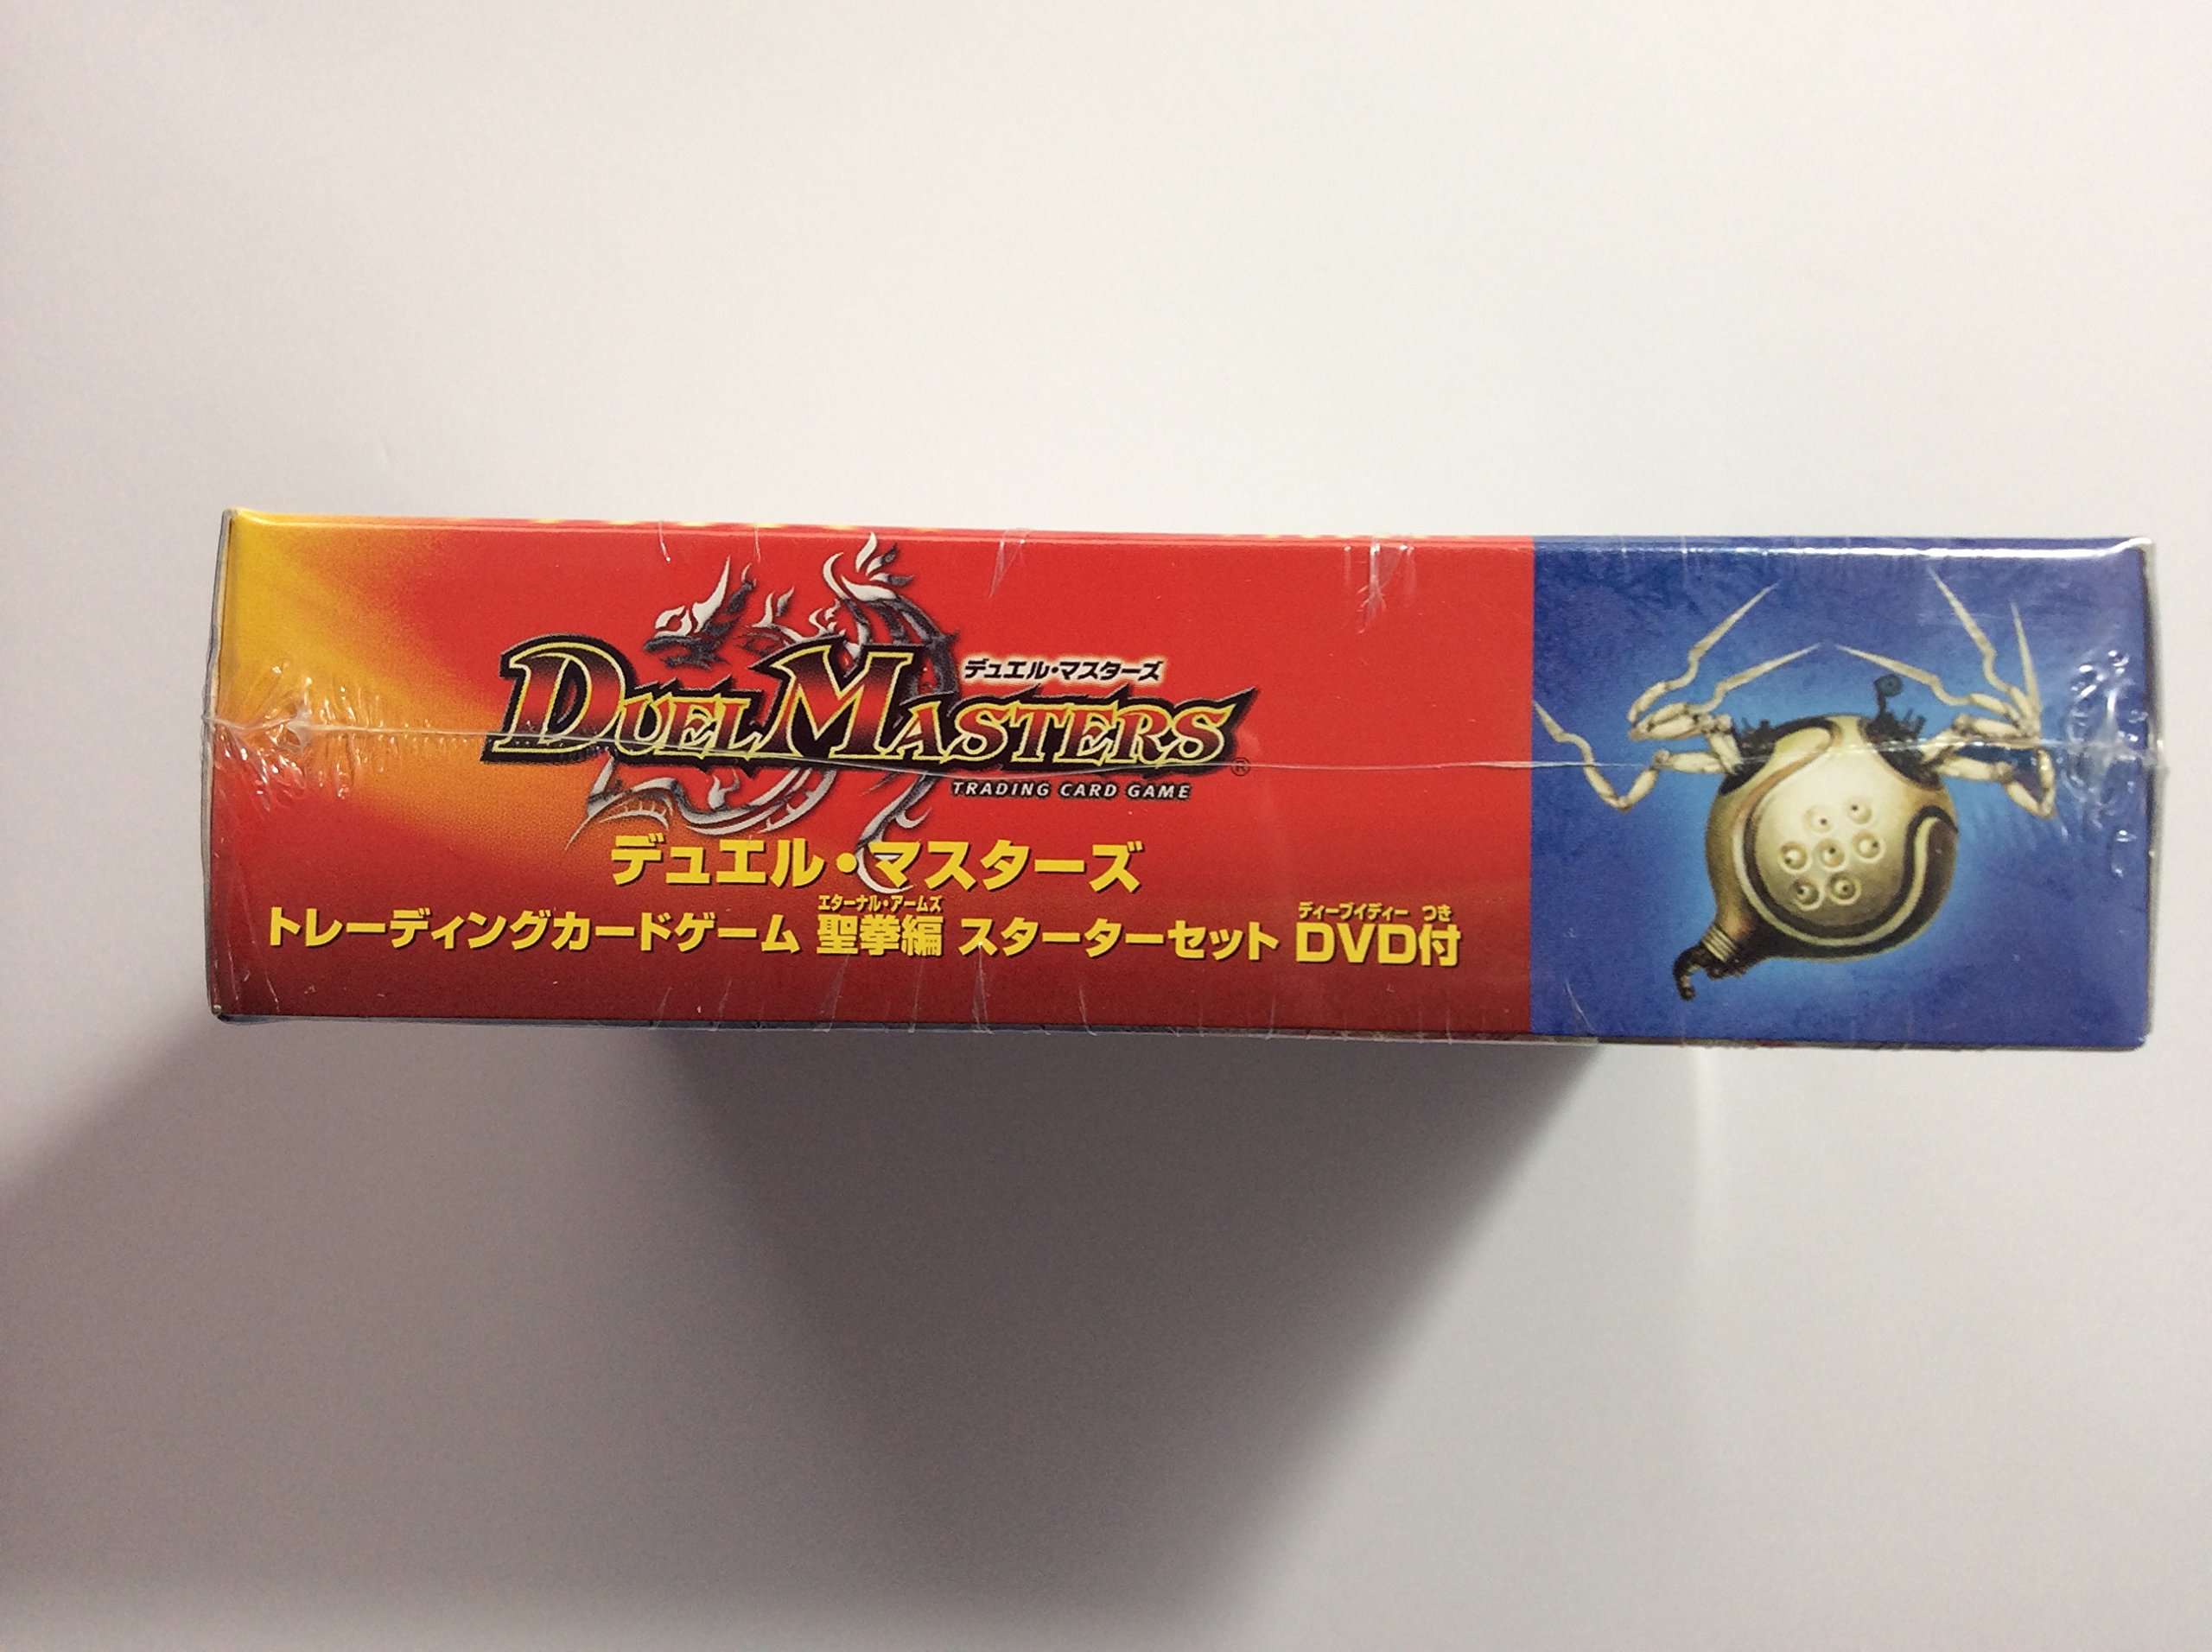 デュエル・マスターズ
DUEL MASTERS®
TRADING CARD GAME
デュエル・マスターズ
エターナル・アームズ ディーブイディー つき
トレーディングカードゲーム 聖拳編 スターターセット DVD付